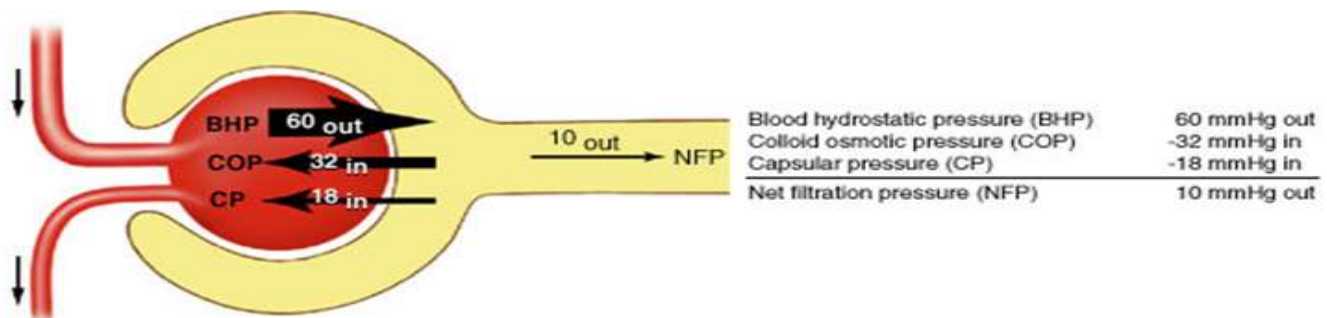 BHP 60 out
COP 32 in
CP 18 in
10 out
NFP
Blood hydrostatic pressure (BHP) 60 mmHg out
Colloid osmotic pressure (COP) -32 mmHg in
Capsular pressure (CP) -18 mmHg in
Net filtration pressure (NFP) 10 mmHg out